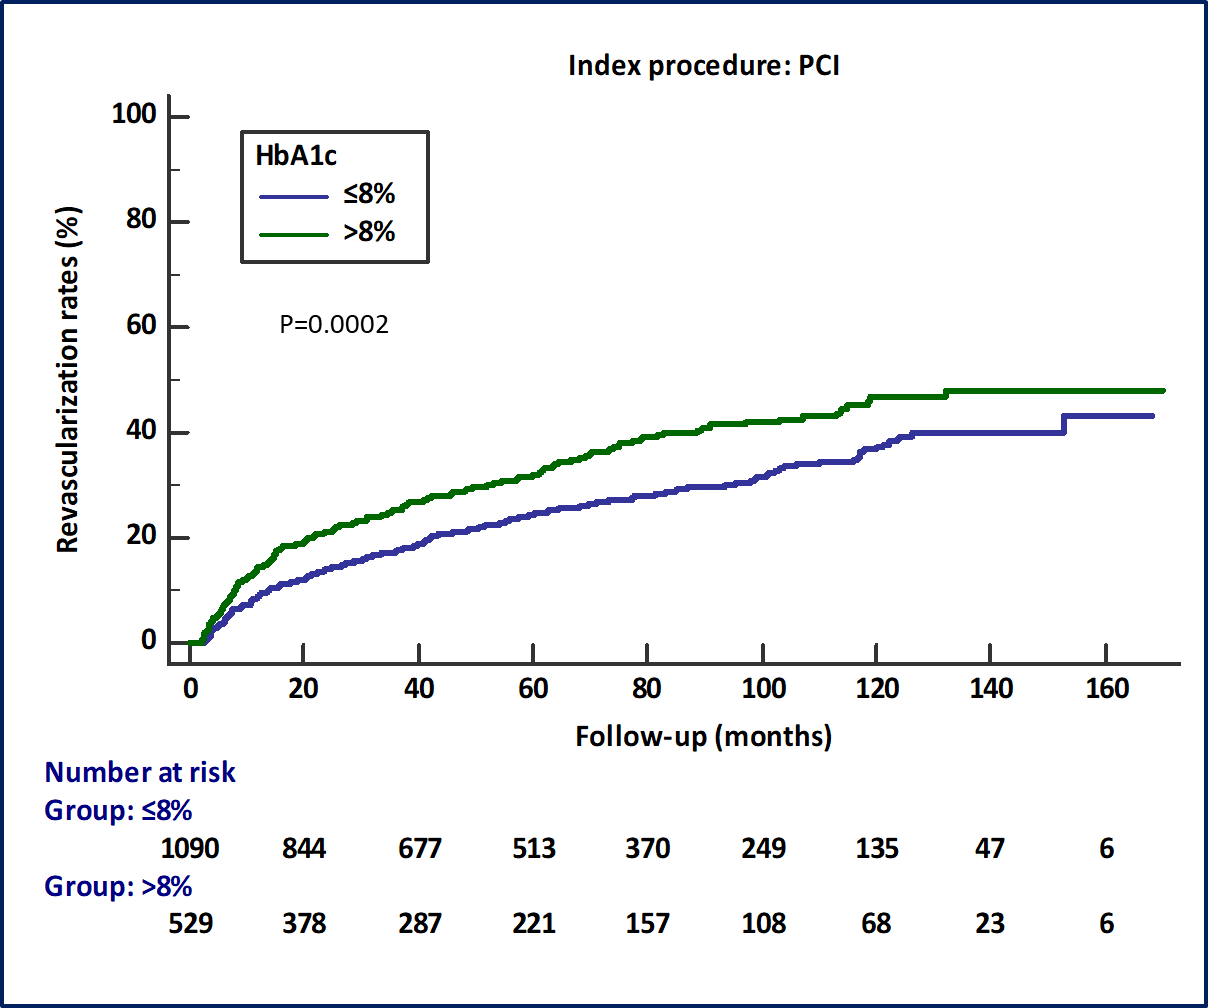 Index procedure: PCI
100
80
60
40
20
0
Revascularization rates (%)
HbA1c
≤8%
>8%
P=0.0002
0 20 40 60 80 100 120 140 160
Follow-up (months)
Number at risk
Group: ≤8%
1090 844 677 513 370 249 135 47 6
Group: >8%
529 378 287 221 157 108 68 23 6